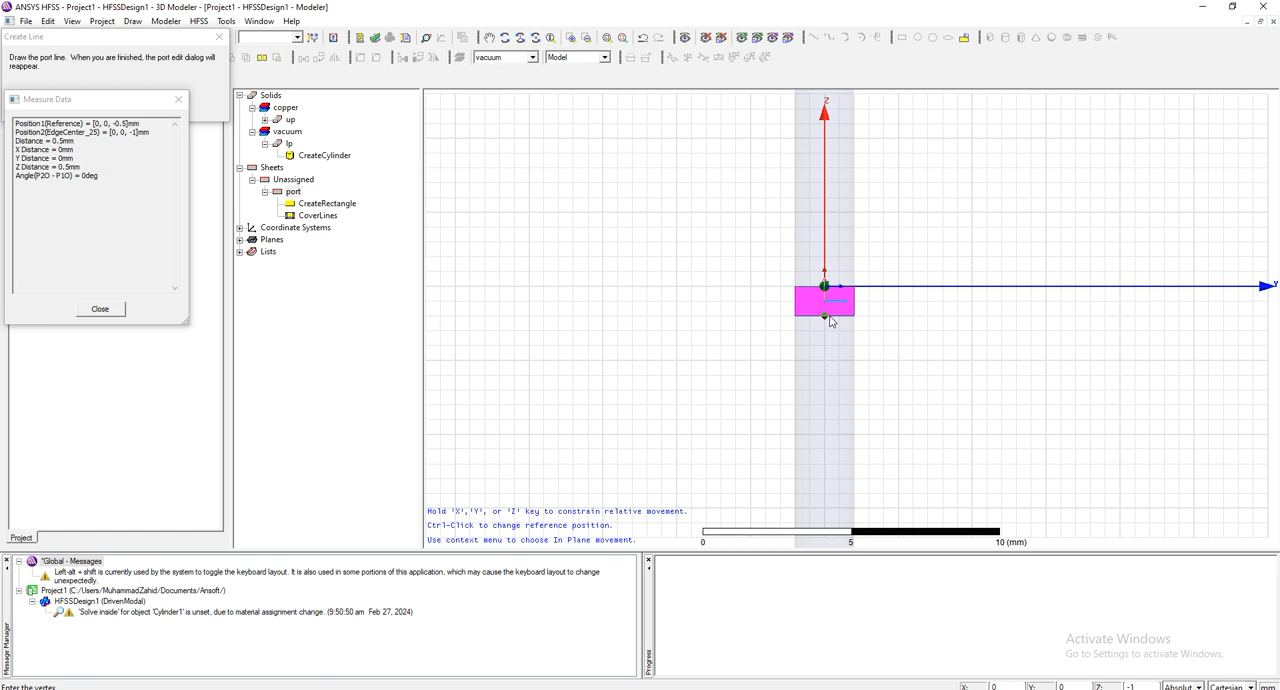 ANSYS HFSS - Project1 - HFSSDesign1 - 3D Modeler - [Project1 - HFSSDesign1 - Modeler]
File Edit View Project Draw Modeler HFSS Tools Window Help
Create Line
Draw the port line. When you are finished, the port edit dialog will
reappear.
vacuum
Model
Measure Data
Position1(Reference) = [0, 0, -0.5]mm
Position2(EdgeCenter_25) = [0, 0, -1]mm
Distance = 0.5mm
X Distance = 0mm
Y Distance = 0mm
Z Distance = 0.5mm
Angle(P2O - P1O) = 0deg
Close
Project
Solids
copper
up
vacuum
lp
CreateCylinder
Sheets
Unassigned
port
CreateRectangle
CoverLines
Coordinate Systems
Planes
Lists
Z
Y
Hold 'X','Y', or 'Z' key to constrain relative movement.
Ctrl-Click to change reference position.
Use context menu to choose In Plane movement.
0 5 10 (mm)
*Global - Messages
Left-alt + shift is currently used by the system to toggle the keyboard layout. It is also used in some portions of this application, which may cause the keyboard layout to change
unexpectedly.
Project1 (C:/Users/MuhammadZahid/Documents/Ansoft/)
HFSSDesign1 (DrivenModal)
'Solve inside' for object 'Cylinder1' is unset, due to material assignment change. (9:50:50 am Feb 27, 2024)
Message Manager
Progress
Activate Windows
Go to Settings to activate Windows.
Enter the vertex
X: 0 Y: 0 Z: -1 Absolut Cartesian mm